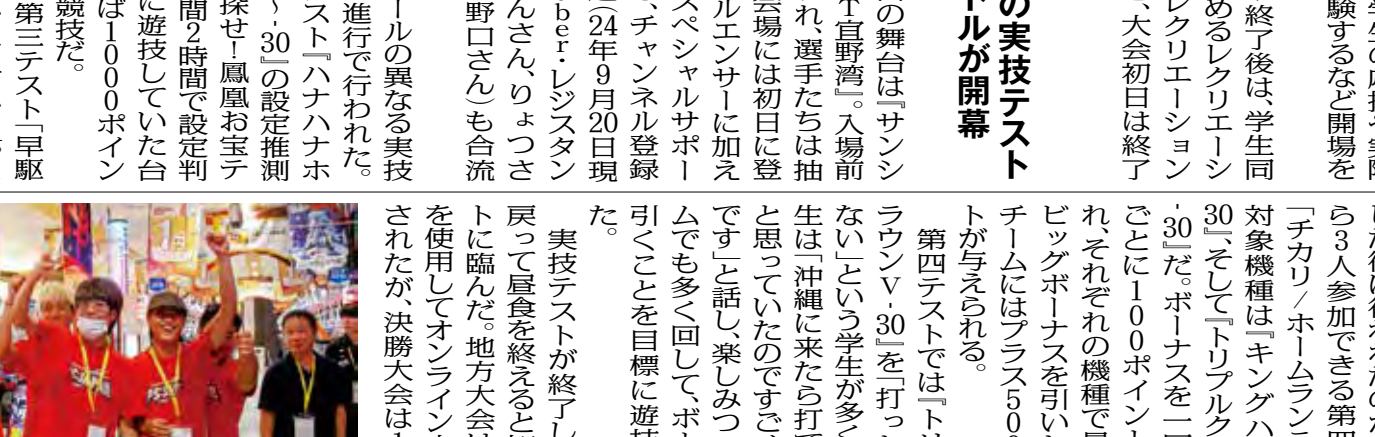 験するなど開場を
終了後は、学生同
めるレクリエーシ
レクリエーション
、大会初日は終了
の実技テスト
ルが開幕
の舞台は『サンシ
T宜野湾』。入場前
れ、選手たちは抽
会場には初日に登
ルエンサーに加え
スペシャルサポー
、チャンネル登録
24年9月20日現
ber・レジスタン
んさん、りょつさ
野口さん)も合流
ールの異なる実技
進行で行われた。
スト『ハナハナホ
〜-30』の設定推測
探せ!鳳凰お宝テ
間2時間で設定判
に遊技していた台
ば1000ポイン
競技だ。
第三テスト「早駆
ら3人参加できる第四
「チカリ/ホームラン
対象機種は『キングハ
30』、そして『トリプルク
-30』だ。ボーナスを一
ごとに100ポイント
れ、それぞれの機種で最
ビッグボーナスを引い
チームにはプラス50
トが与えられる。
第四テストでは『トリ
ラウンV-30』を「打っ
ない」という学生が多く
生は「沖縄に来たら打て
と思っていたのですご
です」と話し、楽しみつ
ムでも多く回して、ボー
引くことを目標に遊技
た。
実技テストが終了し
戻って昼食を終えると
トに臨んだ。地方大会は
を使用してオンライン
されたが、決勝大会は